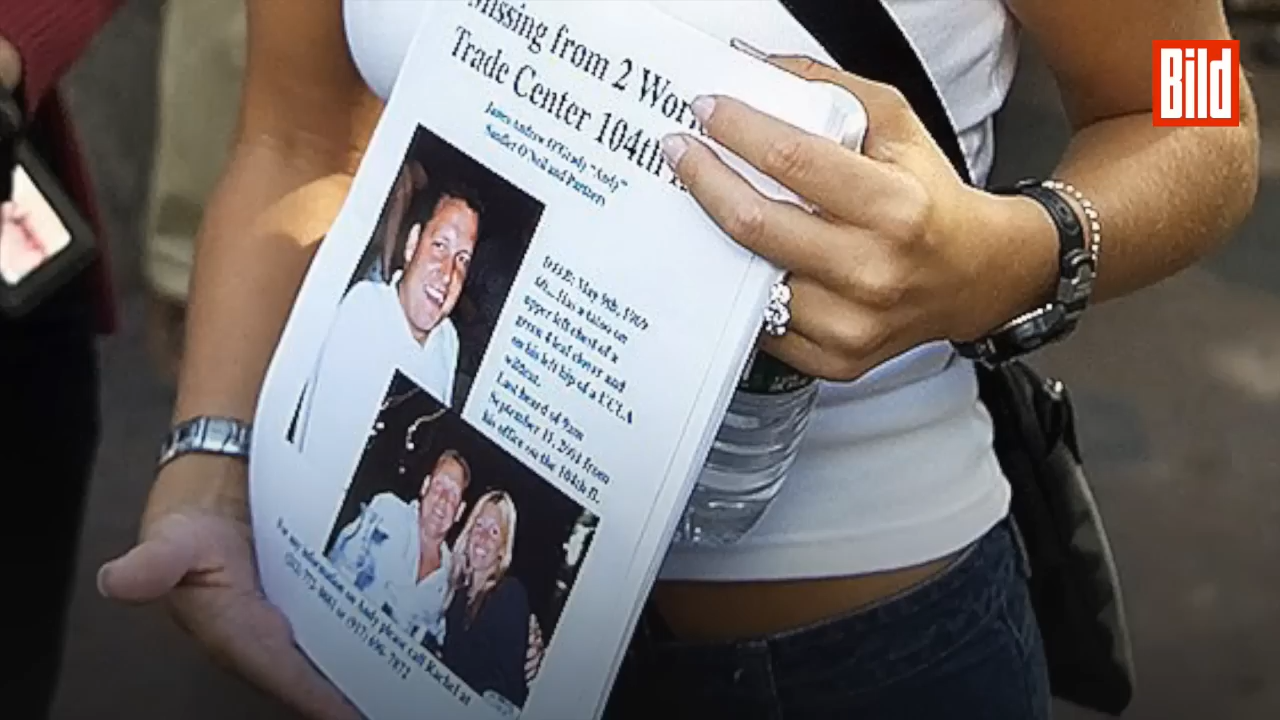 Missing from 2 World
Trade Center 104th
James Andrew O'Grady "Andy"
Sandler O'Neil and Partners
DOB: May 9th, 1969
6ft... Has a tattoo on
upper left chest of a
green 4 leaf clover and
on his left hip of a UCLA
wildcat.
Last heard of 9am
September 11, 2001 from
his office on the 104th fl.
For any information on Andy please call Rachel at
Bild